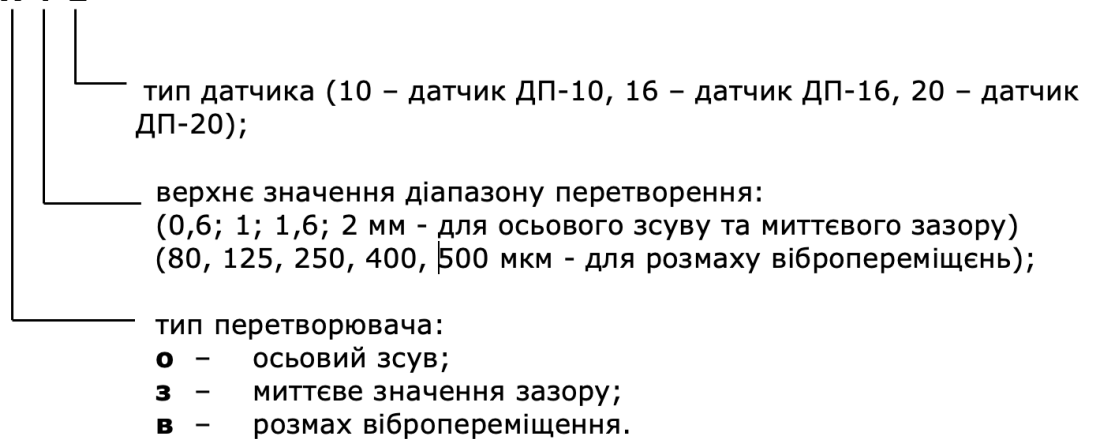 тип датчика (10 – датчик ДП-10, 16 – датчик ДП-16, 20 – датчик
ДП-20);
верхнє значення діапазону перетворення:
(0,6; 1; 1,6; 2 мм - для осьового зсуву та миттєвого зазору)
(80, 125, 250, 400, 500 мкм - для розмаху вібропереміщєнь);
тип перетворювача:
о – осьовий зсув;
з – миттєве значення зазору;
в – розмах вібропереміщення.